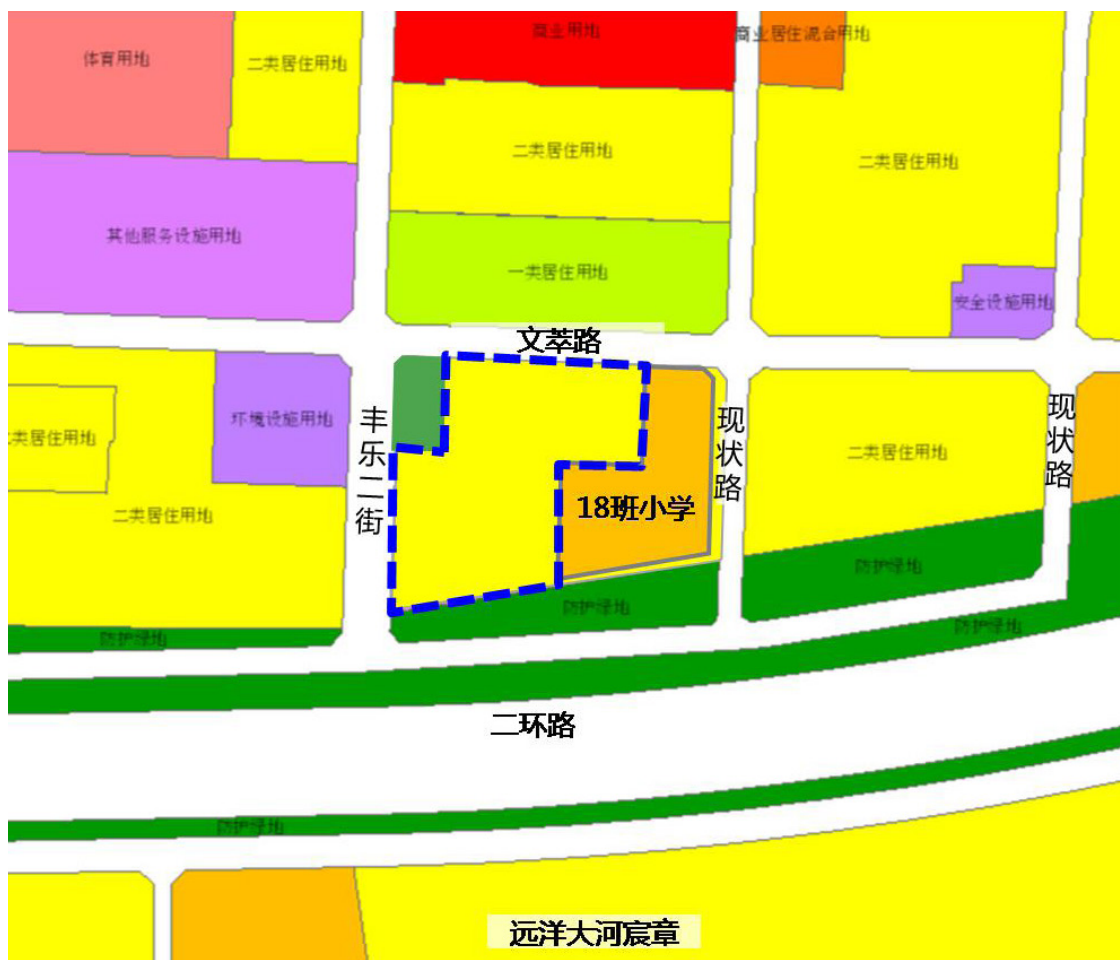 商业用地
商业居住混合用地
体育用地
二类居住用地
二类居住用地
二类居住用地
其他服务设施用地
一类居住用地
安全设施用地
文萃路
环境设施用地
丰乐二街
现状路
现状路
二类居住用地
二类居住用地
18班小学
二类居住用地
防护绿地
防护绿地
防护绿地
防护绿地
二环路
防护绿地
远洋大河宸章